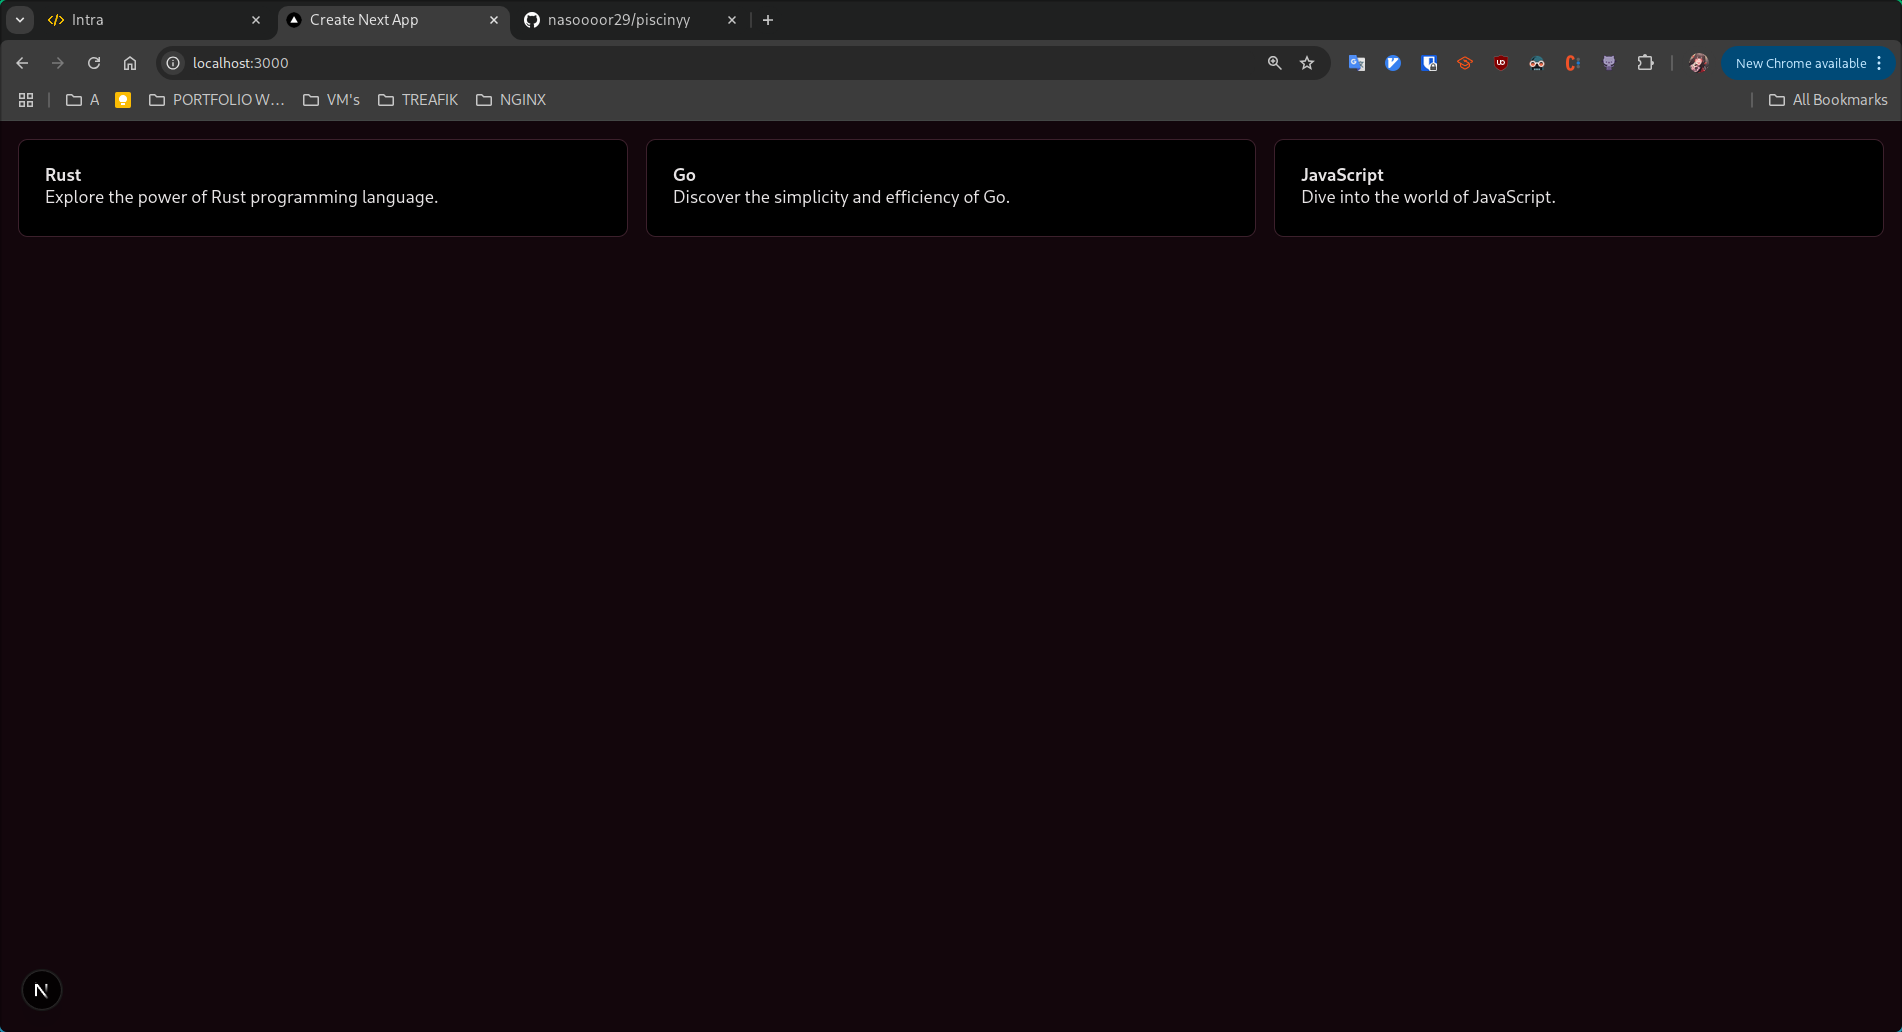 Intra
Create Next App
nasoooor29/piscinyy
localhost:3000
New Chrome available
A
PORTFOLIO W...
VM's
TREAFIK
NGINX
All Bookmarks
Rust
Explore the power of Rust programming language.
Go
Discover the simplicity and efficiency of Go.
JavaScript
Dive into the world of JavaScript.
N